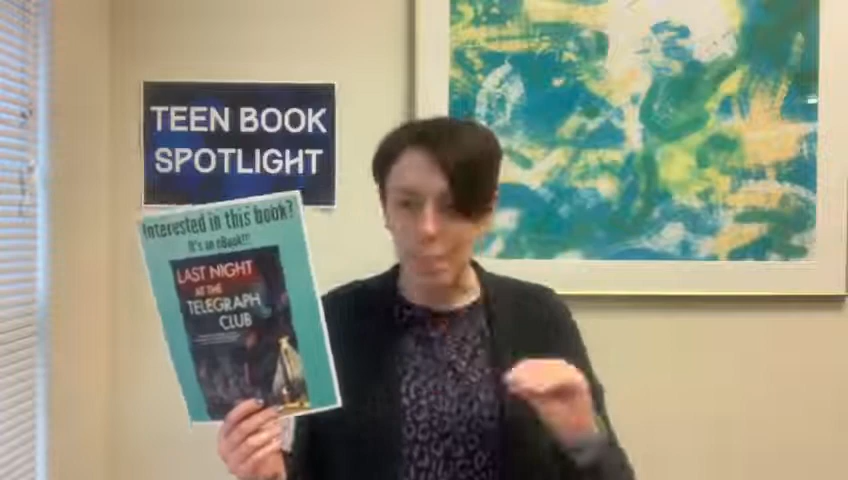 TEEN BOOK
SPOTLIGHT
Interested in this book?
It's an eBook!!!
LAST NIGHT
AT THE
TELEGRAPH
CLUB